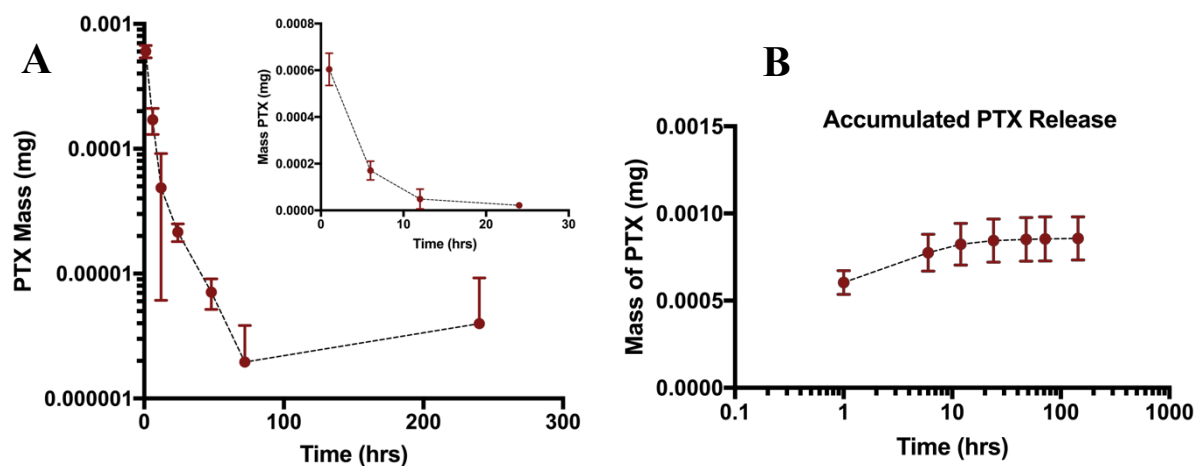 A
PTX Mass (mg)
0.001
0.0001
0.00001
0.000001
0
100
200
300
Time (hrs)
Mass PTX (mg)
0.0008
0.0006
0.0004
0.0002
0.0000
0
10
20
30
Time (hrs)
B
Accumulated PTX Release
Mass of PTX (mg)
0.0015
0.0010
0.0005
0.0000
0.1
1
10
100
1000
Time (hrs)